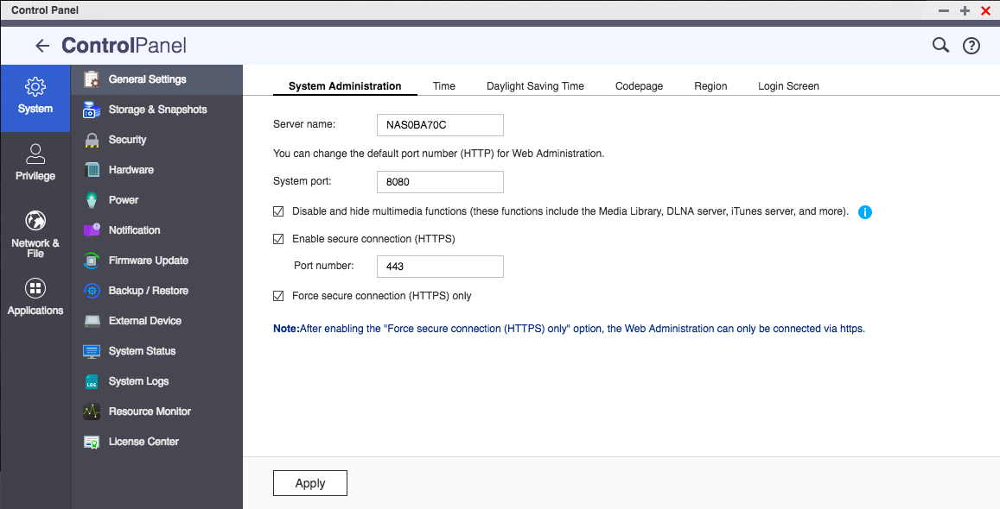 Control Panel
ControlPanel
System
Privilege
Network &
File
Applications
General Settings
Storage & Snapshots
Security
Hardware
Power
Notification
Firmware Update
Backup / Restore
External Device
System Status
LOG
System Logs
Resource Monitor
License Center
System Administration Time Daylight Saving Time Codepage Region Login Screen
Server name: NAS0BA70C
You can change the default port number (HTTP) for Web Administration.
System port: 8080
Disable and hide multimedia functions (these functions include the Media Library, DLNA server, iTunes server, and more).
Enable secure connection (HTTPS)
Port number: 443
Force secure connection (HTTPS) only
Note:After enabling the "Force secure connection (HTTPS) only" option, the Web Administration can only be connected via https.
Apply